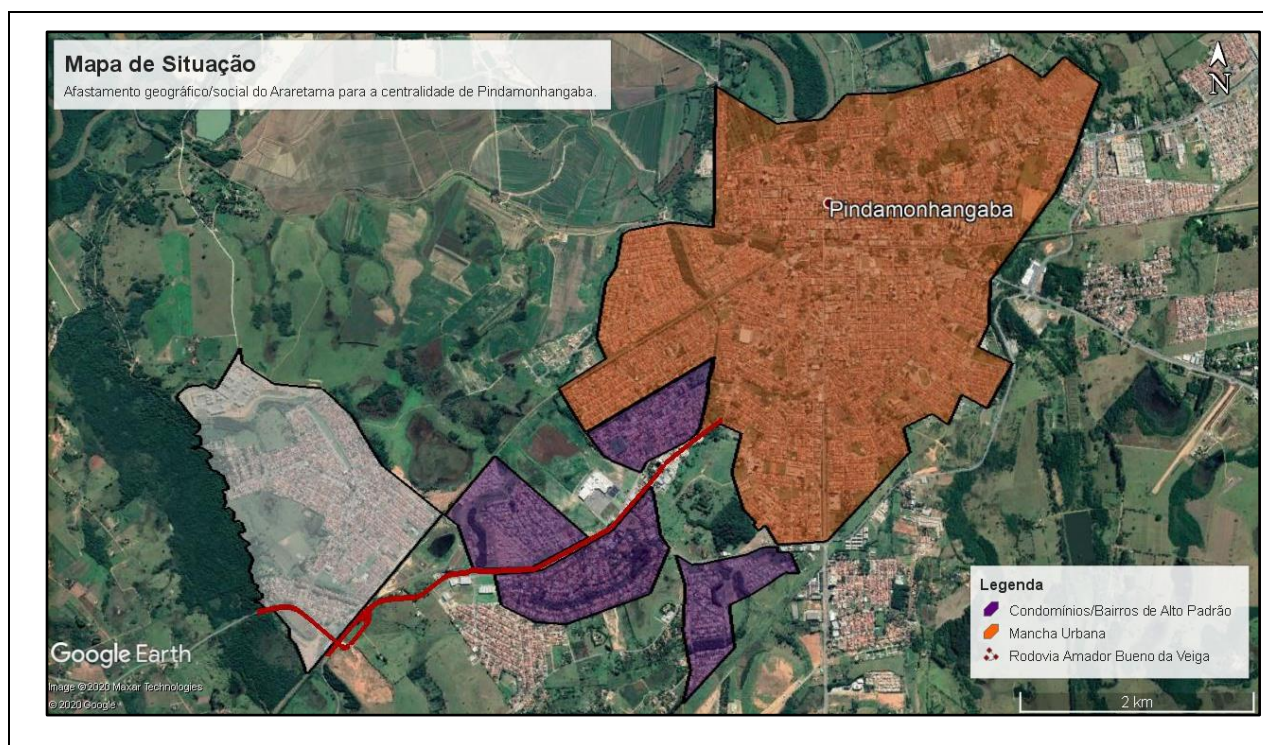 Mapa de Situação
Afastamento geográfico/social do Araretama para a centralidade de Pindamonhangaba.
N
Pindamonhangaba
Legenda
Condomínios/Bairros de Alto Padrão
Mancha Urbana
Rodovia Amador Bueno da Veiga
Google Earth
Image © 2020 Maxar Technologies
© 2020 Google
2 km